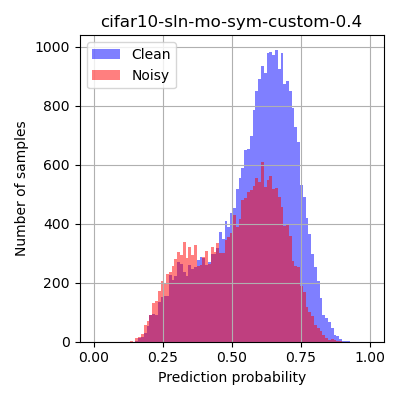 cifar10-sln-mo-sym-custom-0.4
Clean
Noisy
Number of samples
1000
800
600
400
200
0
0.00 0.25 0.50 0.75 1.00
Prediction probability